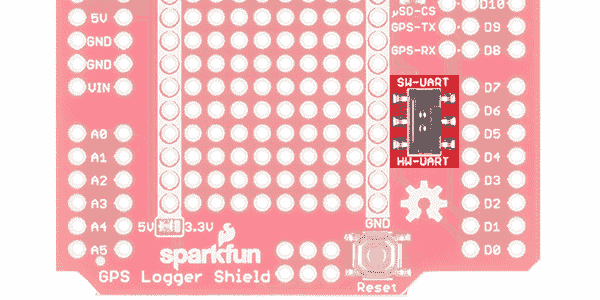 D10
µSD-CS
5V
GPS-TX
D9
GND
GPS-RX
D8
GND
VIN
SW-UART
D7
D6
A0
D5
A1
HW-UART
D4
A2
D3
A3
D2
A4
5V
3.3V
GND
D1
A5
sparkfun
D0
GPS Logger Shield
Reset